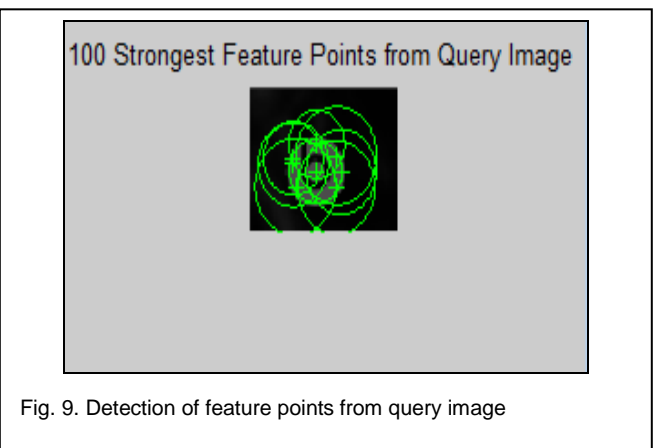 100 Strongest Feature Points from Query Image
Fig. 9. Detection of feature points from query image